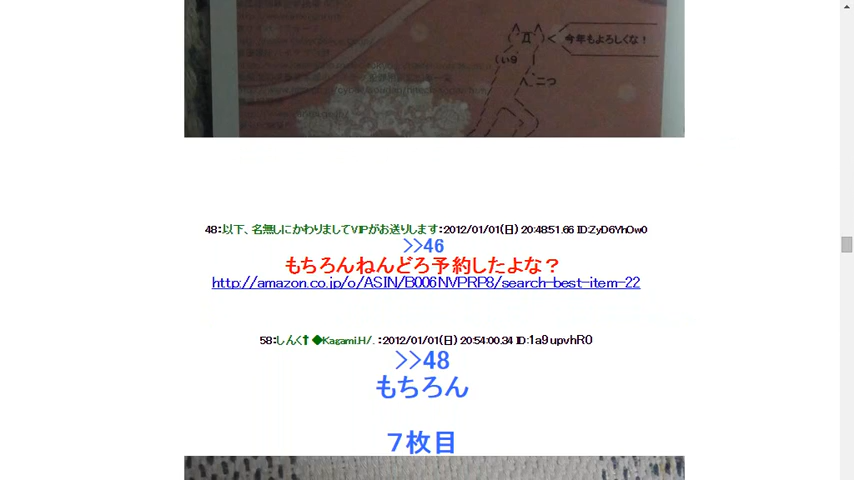 今年もよろしくな！
48：以下、名無しにかわりましてVIPがお送りします：2012/01/01(日) 20:48:51.66 ID:ZyD6YhOw0
>>46
もちろんねんどろ予約したよな？
http://amazon.co.jp/o/ASIN/B006NVPRP8/search-best-item-22
58：しんく† ◆Kagami.H/. ：2012/01/01(日) 20:54:00.34 ID:1a9upvhR0
>>48
もちろん
７枚目